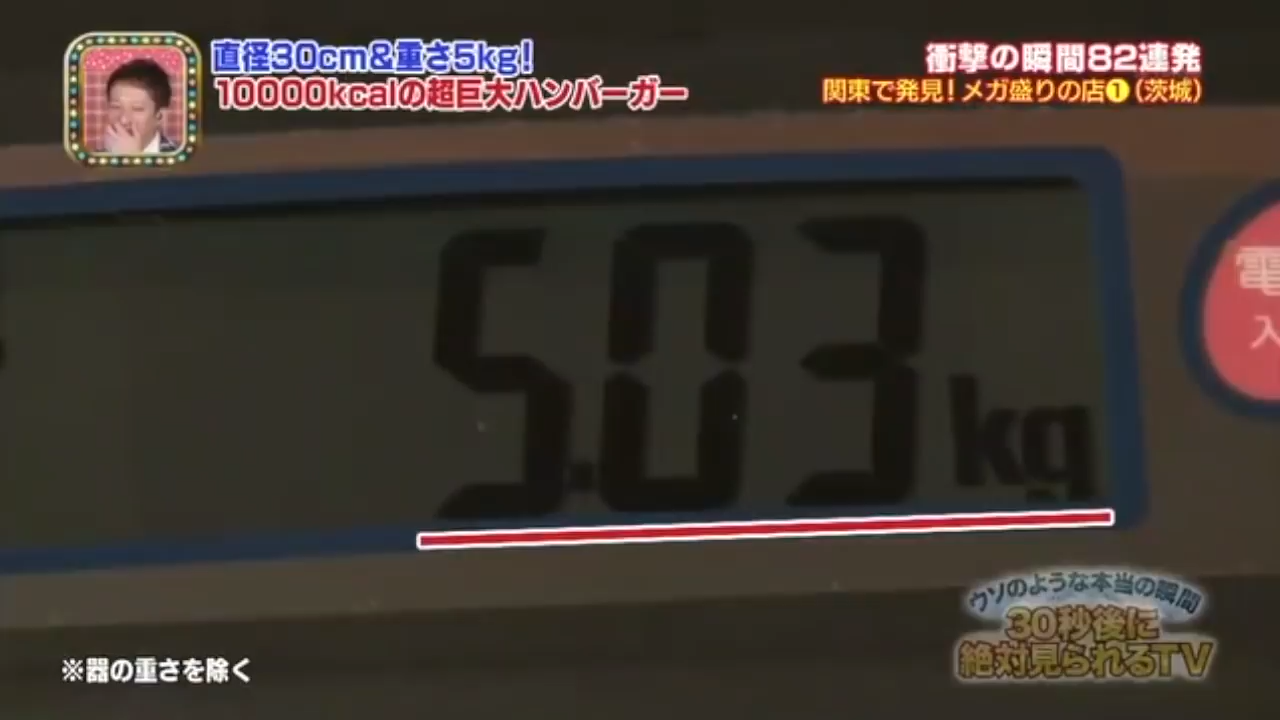 直径30cm&重さ5kg!
10000kcalの超巨大ハンバーガー
衝撃の瞬間82連発
関東で発見!メガ盛りの店❶(茨城)
5.03kg
電
入
ウソのような本当の瞬間
30秒後に
絶対見られるTV
※器の重さを除く